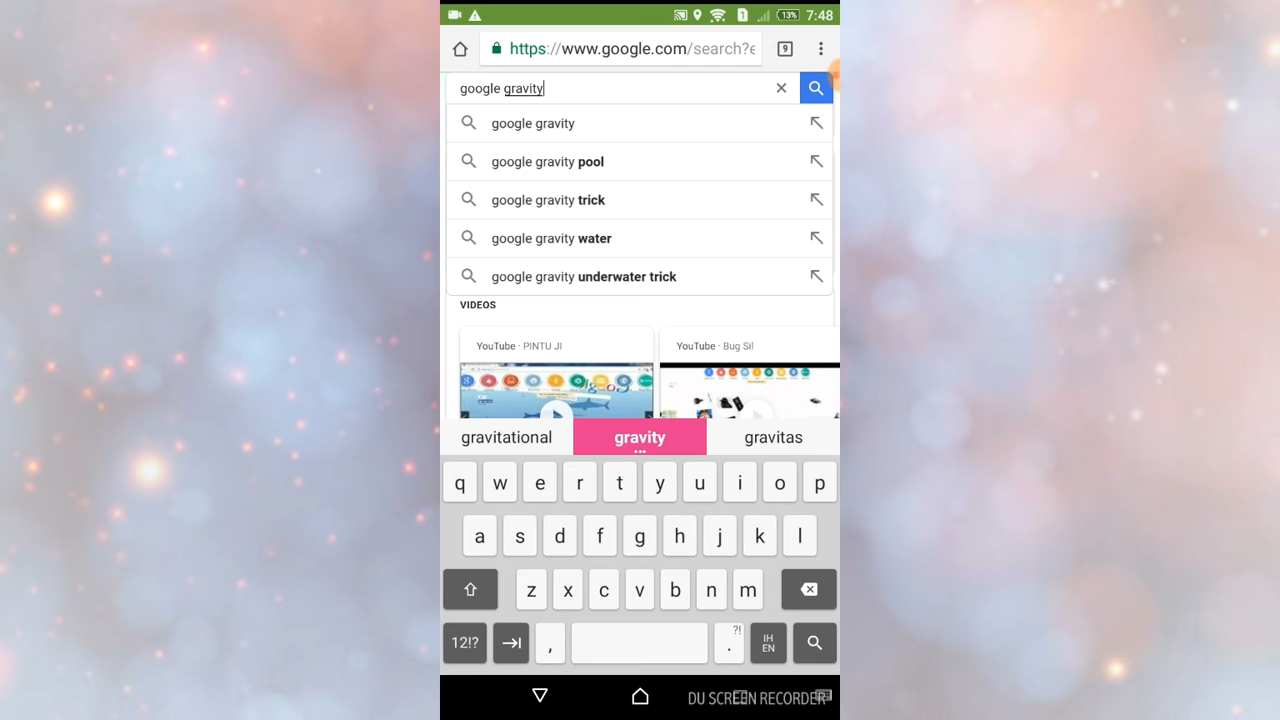 13% 7:48
https://www.google.com/search?e
9
google gravity
google gravity
google gravity pool
google gravity trick
google gravity water
google gravity underwater trick
VIDEOS
YouTube · PINTU JI
YouTube · Bug Sil
gravitational gravity gravitas
q w e r t y u i o p
a s d f g h j k l
z x c v b n m
12!? , . ?! IH EN
DU SCREEN RECORDER